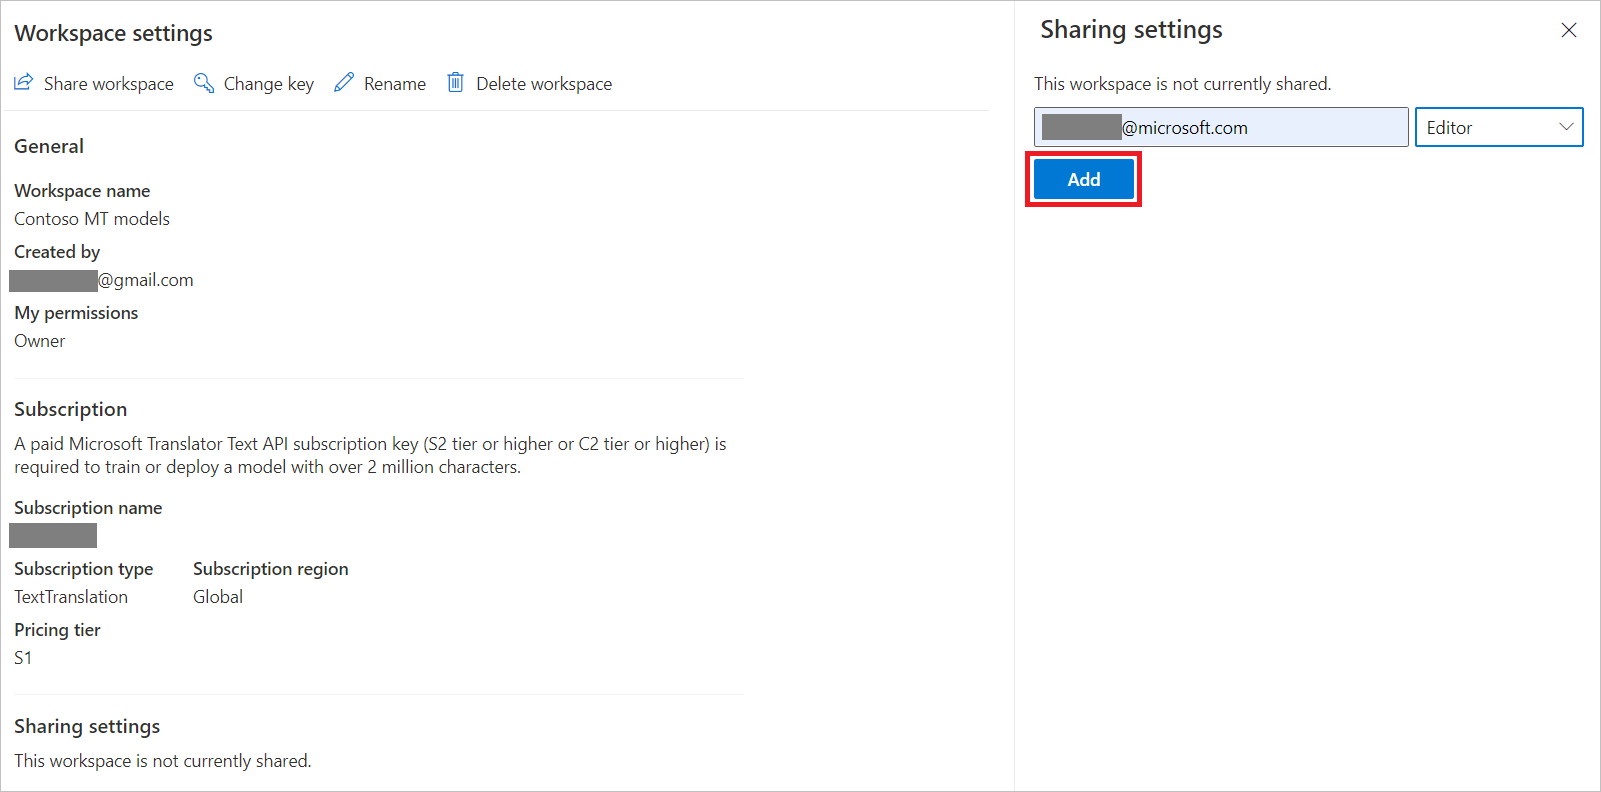 Workspace settings
Share workspace Change key Rename Delete workspace
General
Workspace name
Contoso MT models
Created by
@gmail.com
My permissions
Owner
Subscription
A paid Microsoft Translator Text API subscription key (S2 tier or higher or C2 tier or higher) is
required to train or deploy a model with over 2 million characters.
Subscription name
Subscription type Subscription region
TextTranslation Global
Pricing tier
S1
Sharing settings
This workspace is not currently shared.
Sharing settings
This workspace is not currently shared.
@microsoft.com Editor
Add